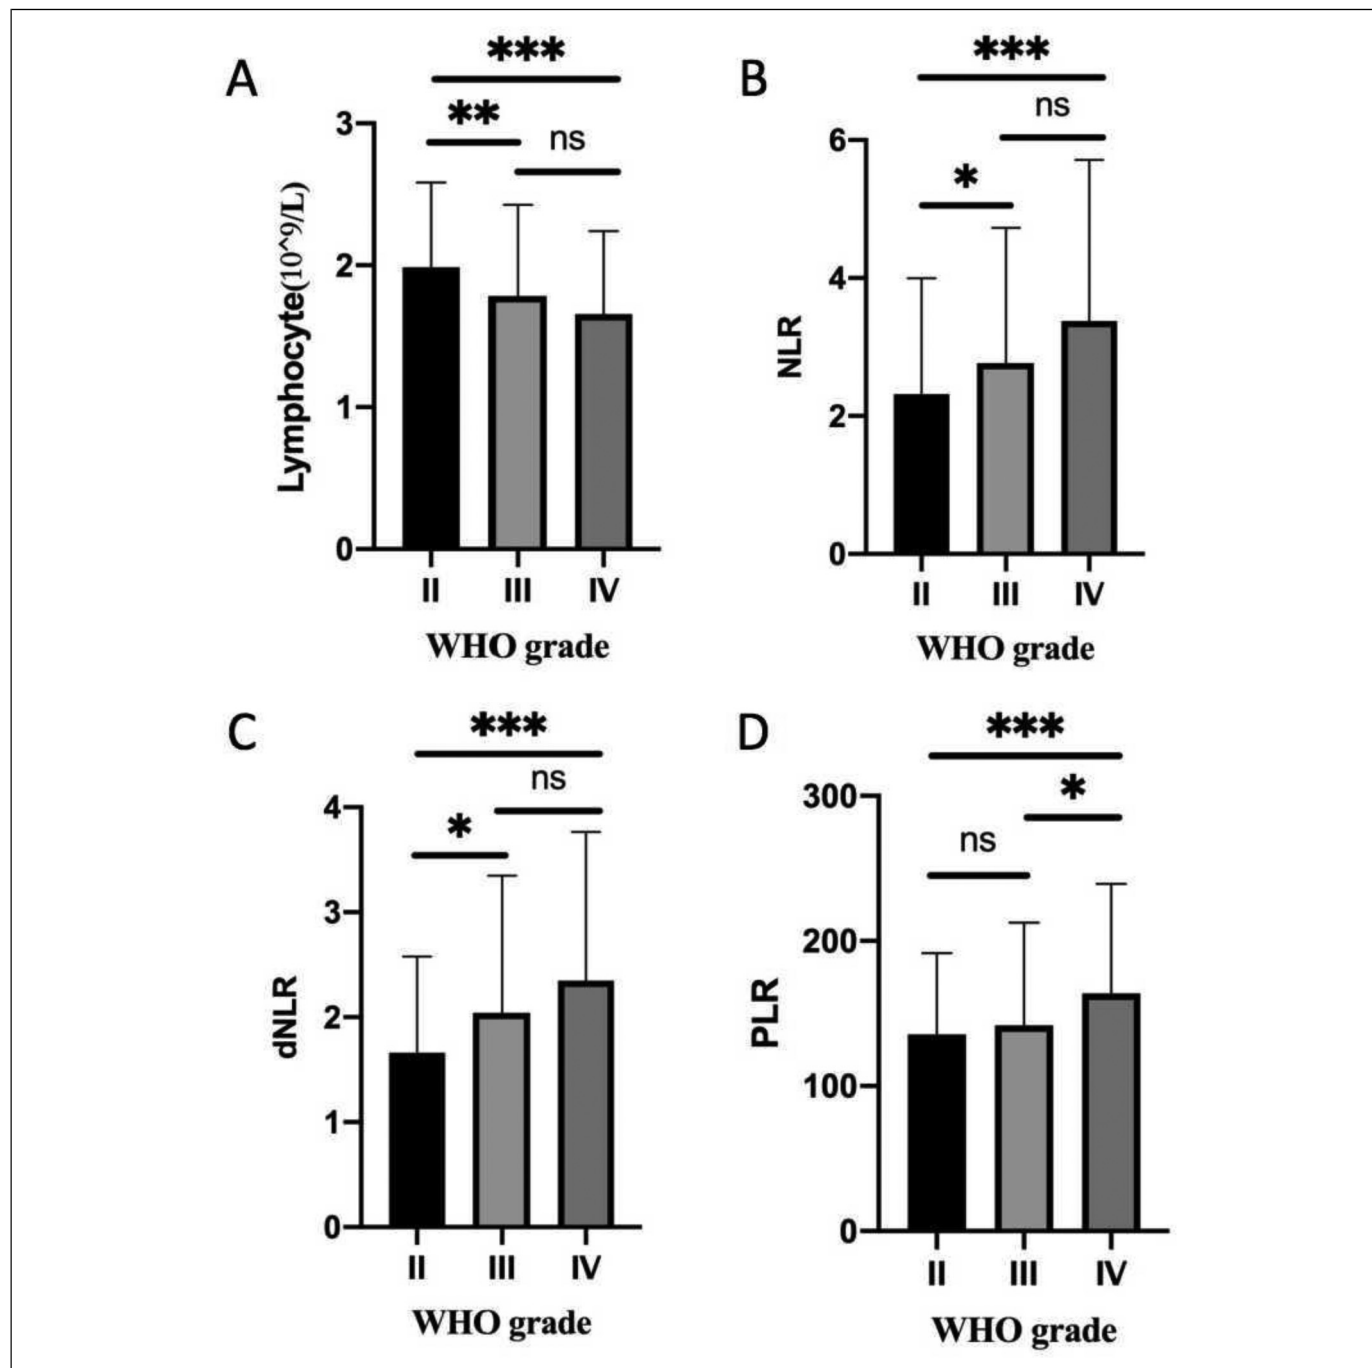 A
***
**
ns
3
2
1
0
Lymphocyte(10^9/L)
II III IV
WHO grade
B
***
ns
*
6
4
2
0
NLR
II III IV
WHO grade
C
***
ns
*
4
3
2
1
0
dNLR
II III IV
WHO grade
D
***
*
ns
300
200
100
0
PLR
II III IV
WHO grade